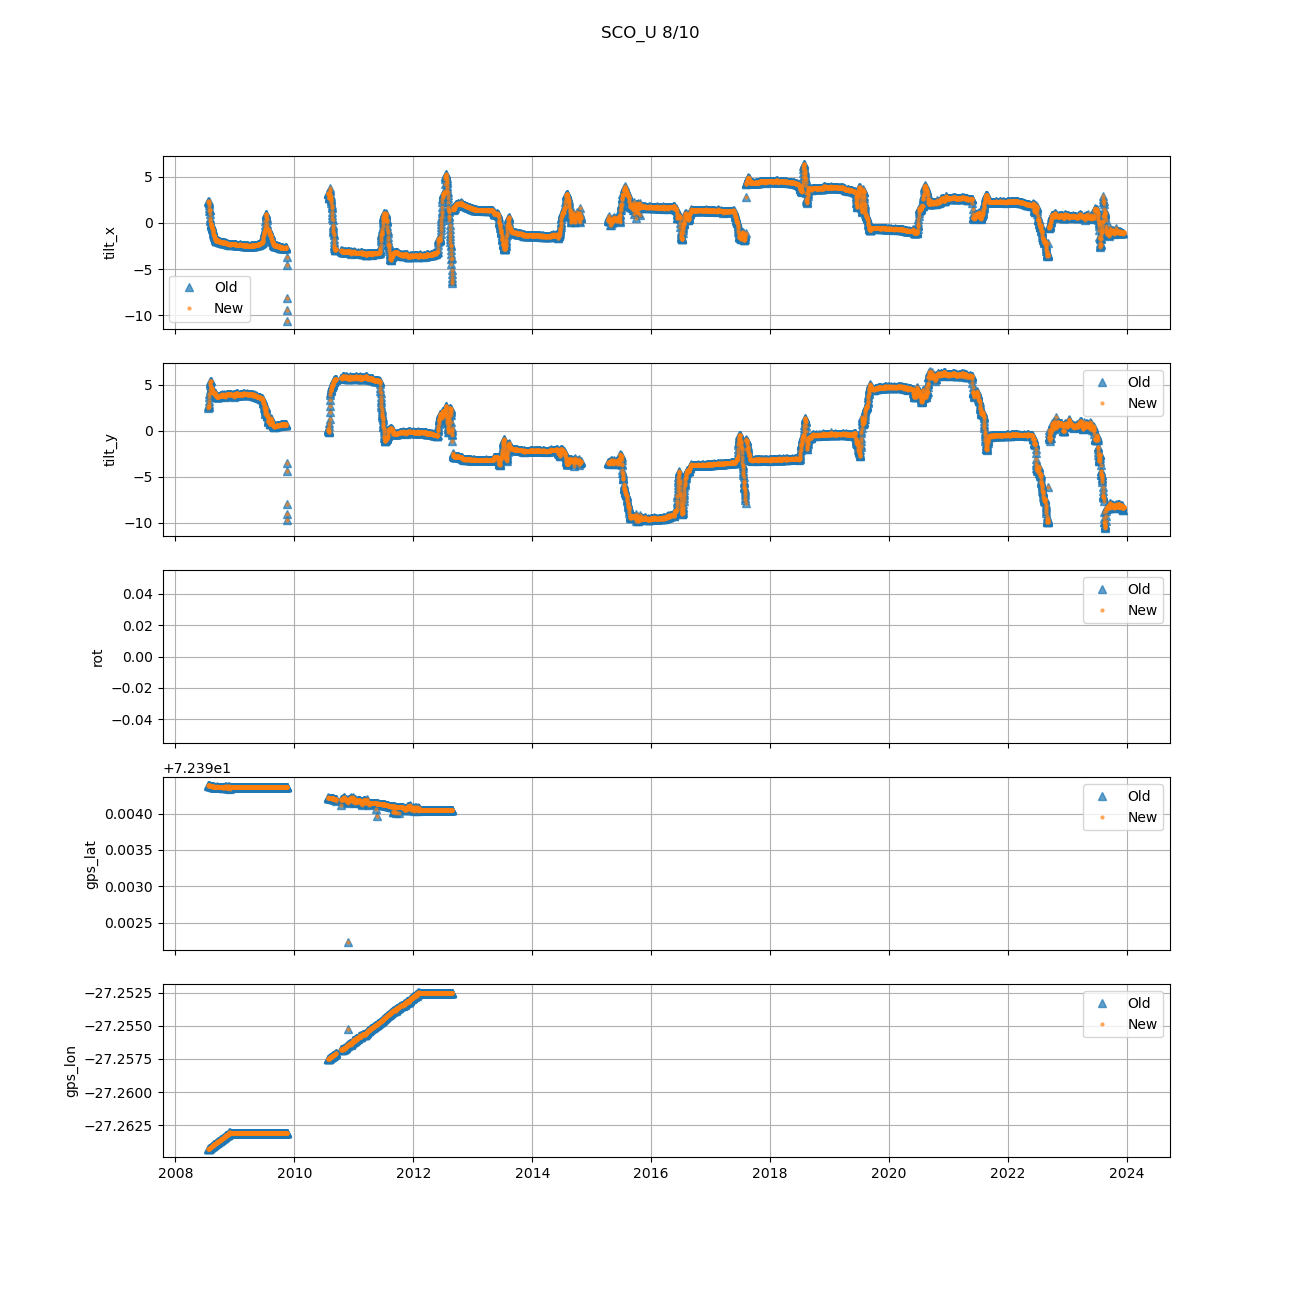 SCO_U 8/10
5
0
−5
−10
tilt_x
Old
New
5
0
−5
−10
tilt_y
Old
New
0.04
0.02
0.00
−0.02
−0.04
rot
Old
New
+7.239e1
0.0040
0.0035
0.0030
0.0025
gps_lat
Old
New
−27.2525
−27.2550
−27.2575
−27.2600
−27.2625
gps_lon
Old
New
2008 2010 2012 2014 2016 2018 2020 2022 2024